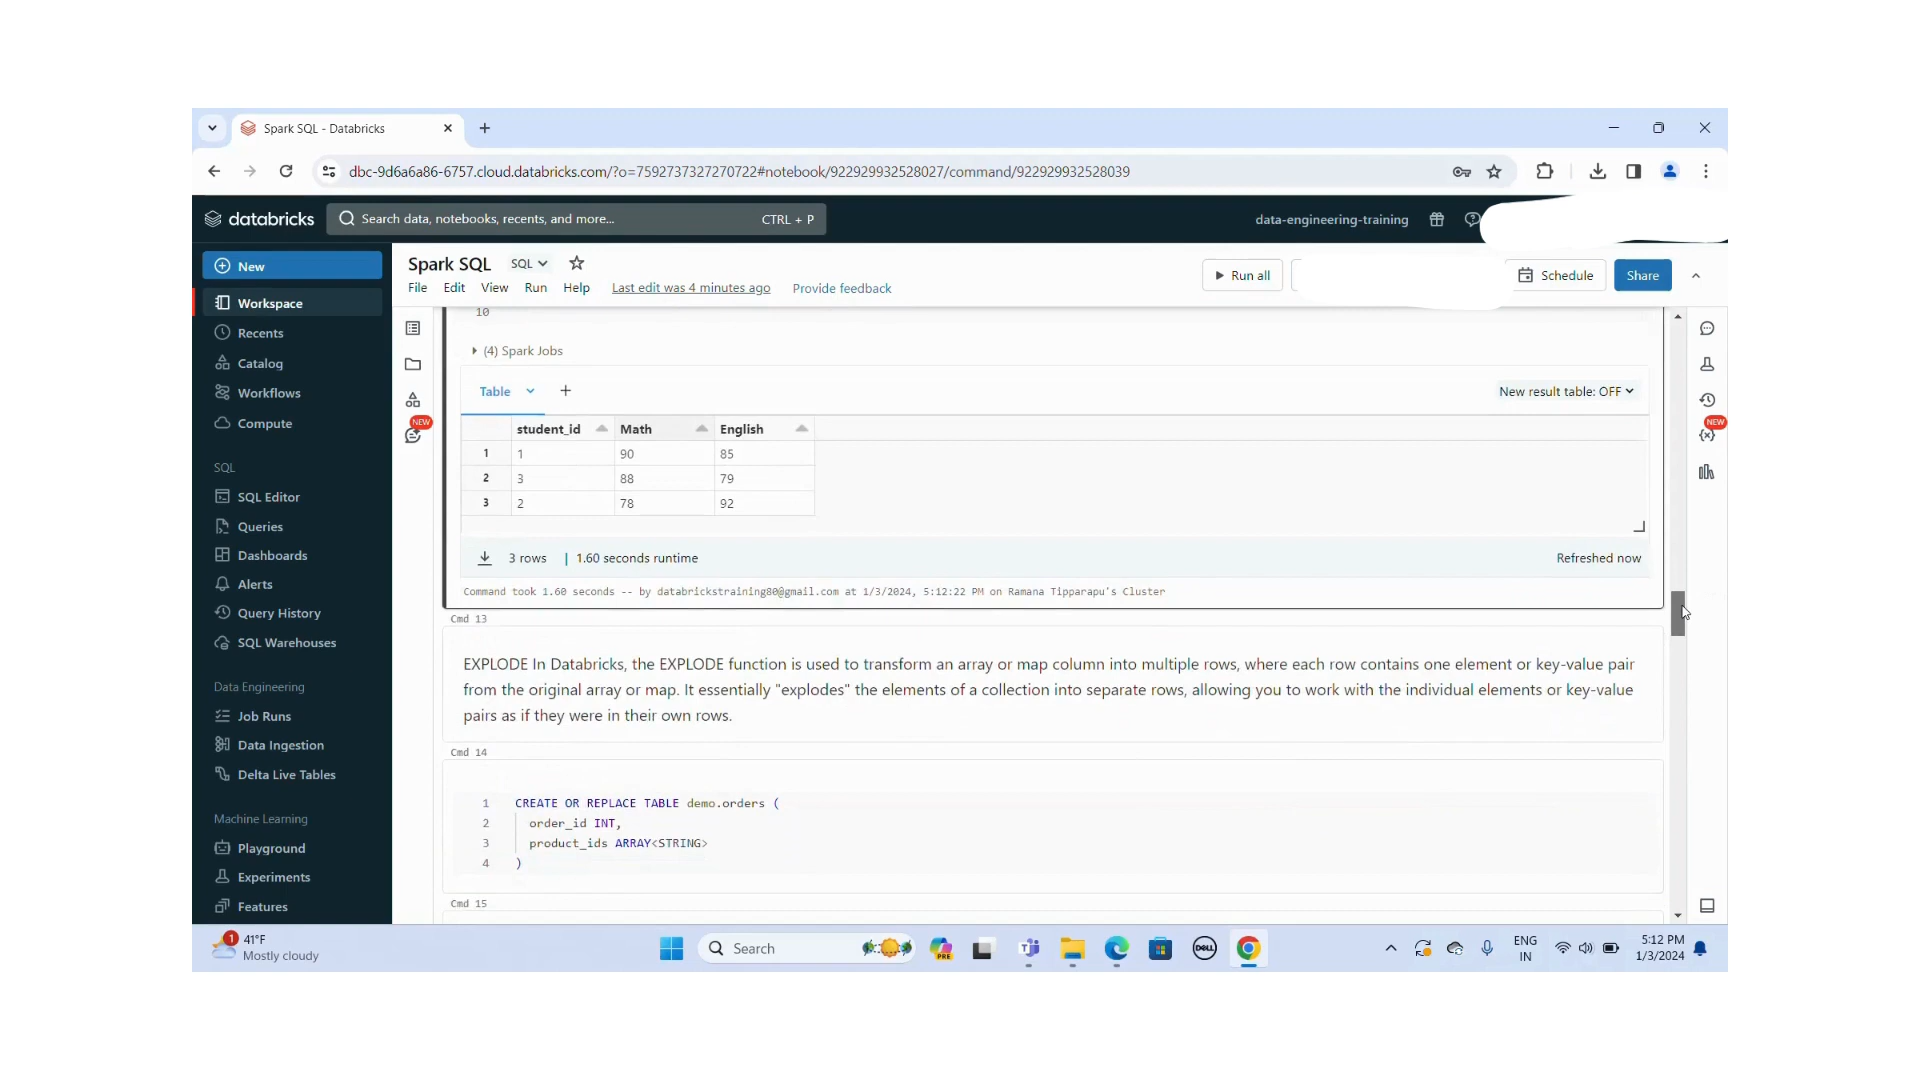 Spark SQL - Databricks
dbc-9d6a6a86-6757.cloud.databricks.com/?o=7592737327270722#notebook/922929932528027/command/922929932528039
databricks
Search data, notebooks, recents, and more...
CTRL + P
data-engineering-training
New
Workspace
Recents
Catalog
Workflows
Compute
SQL
SQL Editor
Queries
Dashboards
Alerts
Query History
SQL Warehouses
Data Engineering
Job Runs
Data Ingestion
Delta Live Tables
Machine Learning
Playground
Experiments
Features
Spark SQL SQL
Run all
Schedule
Share
File Edit View Run Help Last edit was 4 minutes ago Provide feedback
NEW
NEW
10
(4) Spark Jobs
Table +
New result table: OFF
student_id Math English
1 1 90 85
2 3 88 79
3 2 78 92
3 rows | 1.60 seconds runtime
Refreshed now
Command took 1.60 seconds -- by databrickstraining80@gmail.com at 1/3/2024, 5:12:22 PM on Ramana Tipparapu's Cluster
Cmd 13
EXPLODE In Databricks, the EXPLODE function is used to transform an array or map column into multiple rows, where each row contains one element or key-value pair
from the original array or map. It essentially "explodes" the elements of a collection into separate rows, allowing you to work with the individual elements or key-value
pairs as if they were in their own rows.
Cmd 14
1 CREATE OR REPLACE TABLE demo.orders (
2 order_id INT,
3 product_ids ARRAY<STRING>
4 )
Cmd 15
1
41°F
Mostly cloudy
Search
PRE
DELL
ENG
IN
5:12 PM
1/3/2024